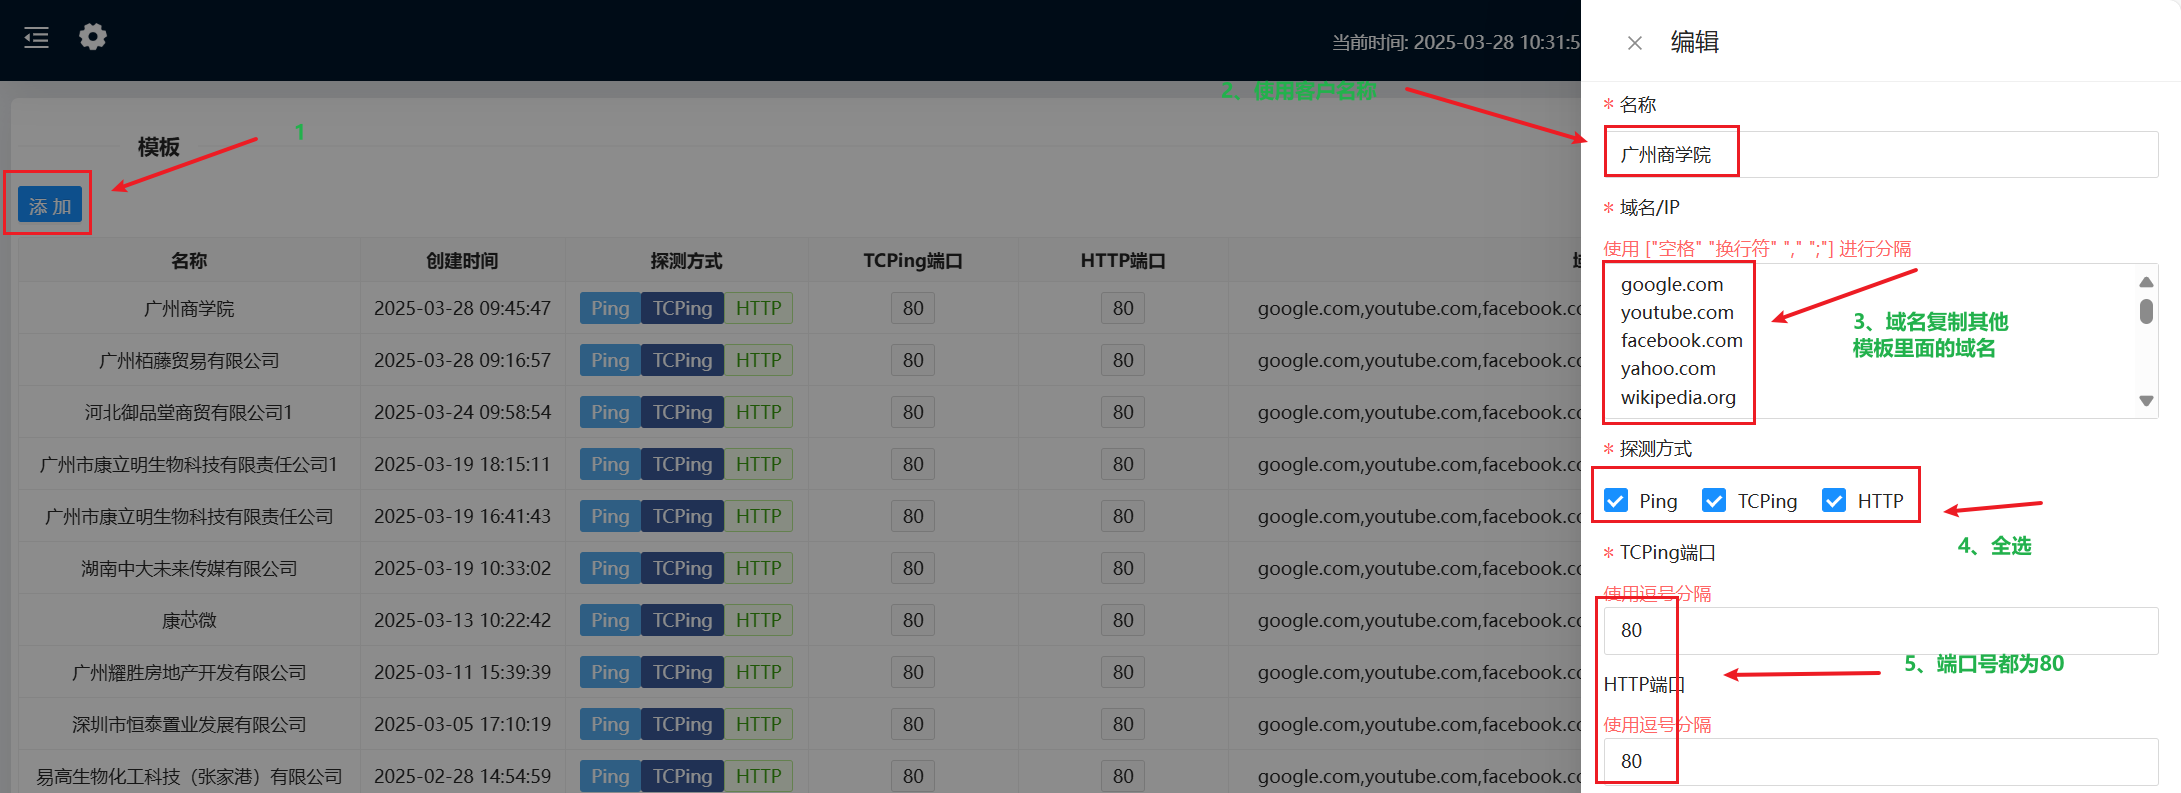 当前时间: 2025-03-28 10:31:5
编辑
2、使用客户名称
* 名称
1
模板
广州商学院
添 加
* 域名/IP
使用 ["空格" "换行符" "," ";"] 进行分隔
名称 创建时间 探测方式 TCPing端口 HTTP端口
google.com
youtube.com
facebook.com
yahoo.com
wikipedia.org
3、域名复制其他
模板里面的域名
广州商学院 2025-03-28 09:45:47 Ping TCPing HTTP 80 80 google.com,youtube.com,facebook.co
广州栢藤贸易有限公司 2025-03-28 09:16:57 Ping TCPing HTTP 80 80 google.com,youtube.com,facebook.co
河北御品堂商贸有限公司1 2025-03-24 09:58:54 Ping TCPing HTTP 80 80 google.com,youtube.com,facebook.co
广州市康立明生物科技有限责任公司1 2025-03-19 18:15:11 Ping TCPing HTTP 80 80 google.com,youtube.com,facebook.co
广州市康立明生物科技有限责任公司 2025-03-19 16:41:43 Ping TCPing HTTP 80 80 google.com,youtube.com,facebook.co
湖南中大未来传媒有限公司 2025-03-19 10:33:02 Ping TCPing HTTP 80 80 google.com,youtube.com,facebook.co
康芯微 2025-03-13 10:22:42 Ping TCPing HTTP 80 80 google.com,youtube.com,facebook.co
广州耀胜房地产开发有限公司 2025-03-11 15:39:39 Ping TCPing HTTP 80 80 google.com,youtube.com,facebook.co
深圳市恒泰置业发展有限公司 2025-03-05 17:10:19 Ping TCPing HTTP 80 80 google.com,youtube.com,facebook.co
易高生物化工科技（张家港）有限公司 2025-02-28 14:54:59 Ping TCPing HTTP 80 80 google.com,youtube.com,facebook.co
* 探测方式
Ping TCPing HTTP
4、全选
* TCPing端口
使用逗号分隔
80
5、端口号都为80
HTTP端口
使用逗号分隔
80